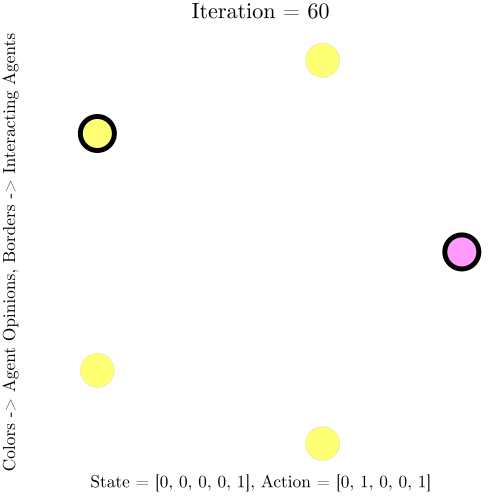 Iteration = 60
Colors -> Agent Opinions, Borders -> Interacting Agents
State = [0, 0, 0, 0, 1], Action = [0, 1, 0, 0, 1]